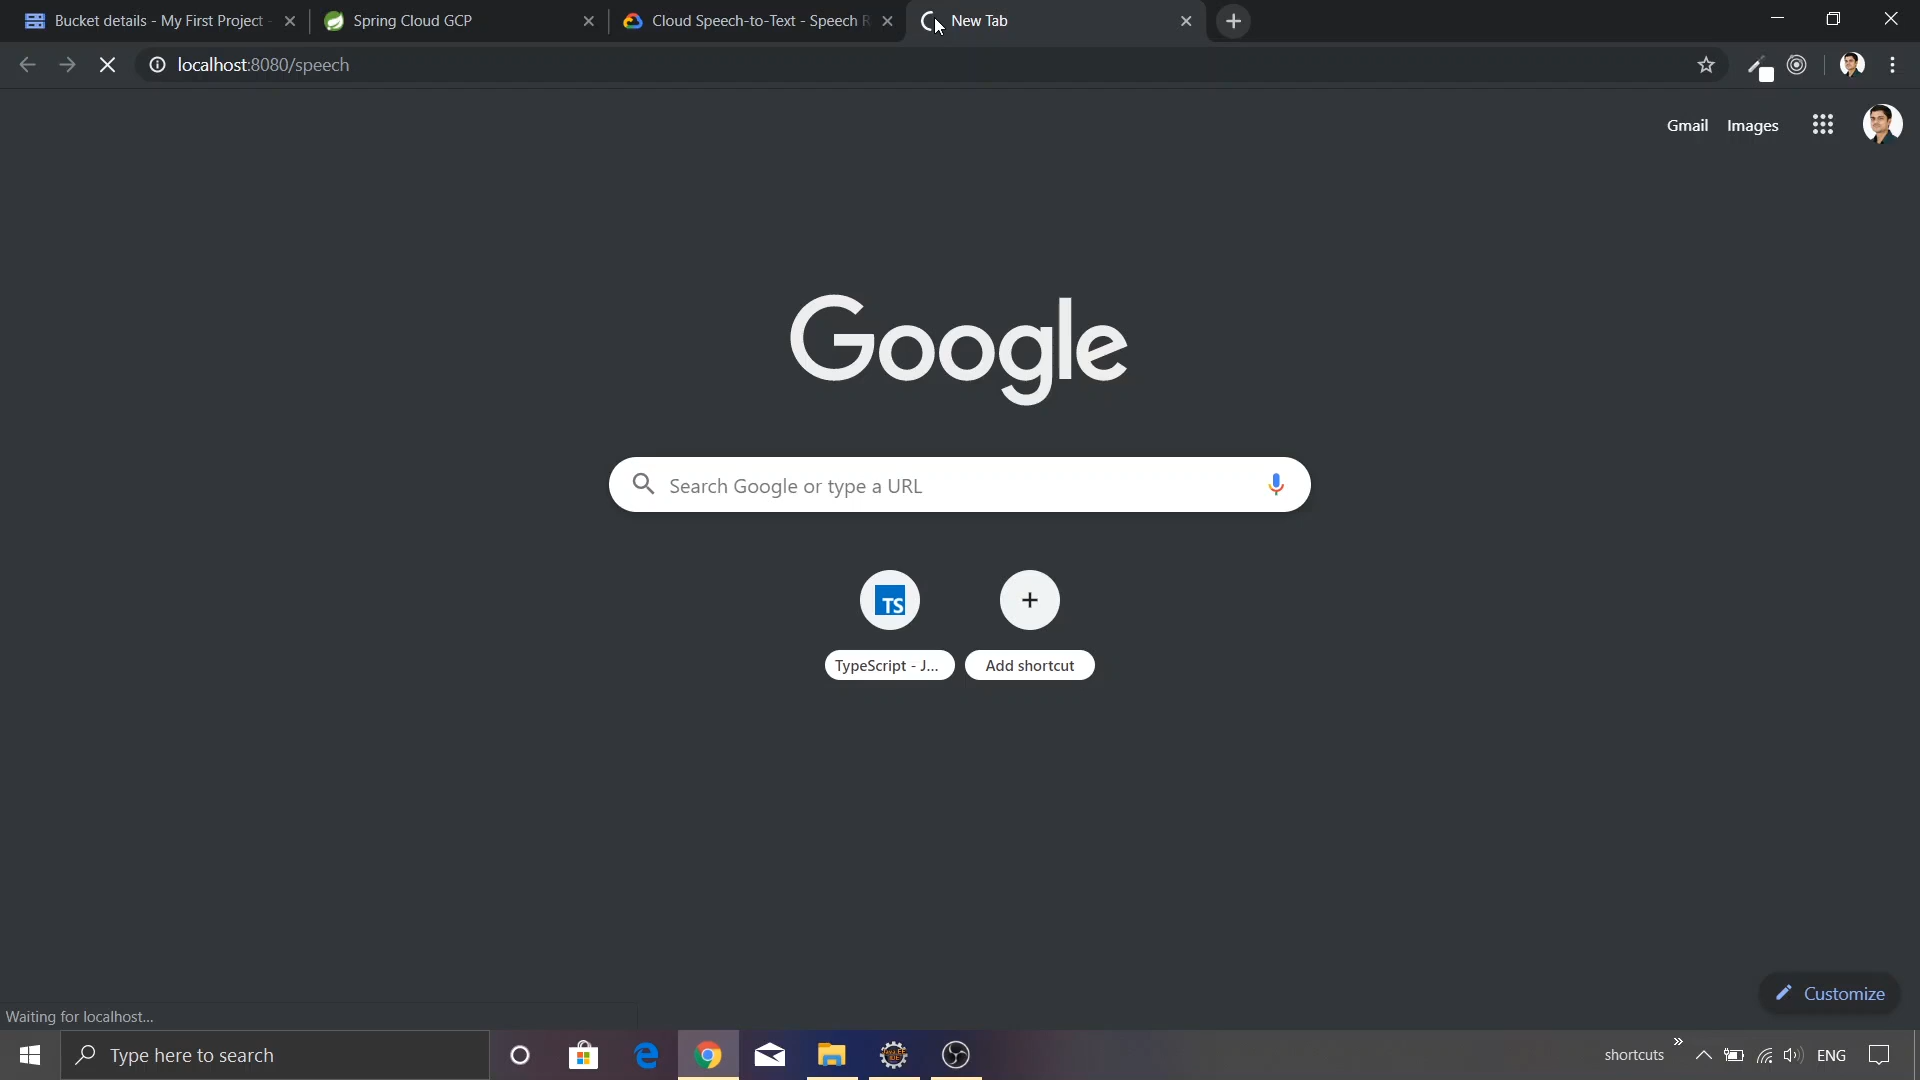 Bucket details - My First Project -
Spring Cloud GCP
Cloud Speech-to-Text - Speech R
New Tab
localhost:8080/speech
Gmail
Images
Google
Search Google or type a URL
TS
TypeScript - J...
Add shortcut
Customize
Waiting for localhost...
Type here to search
shortcuts
ENG